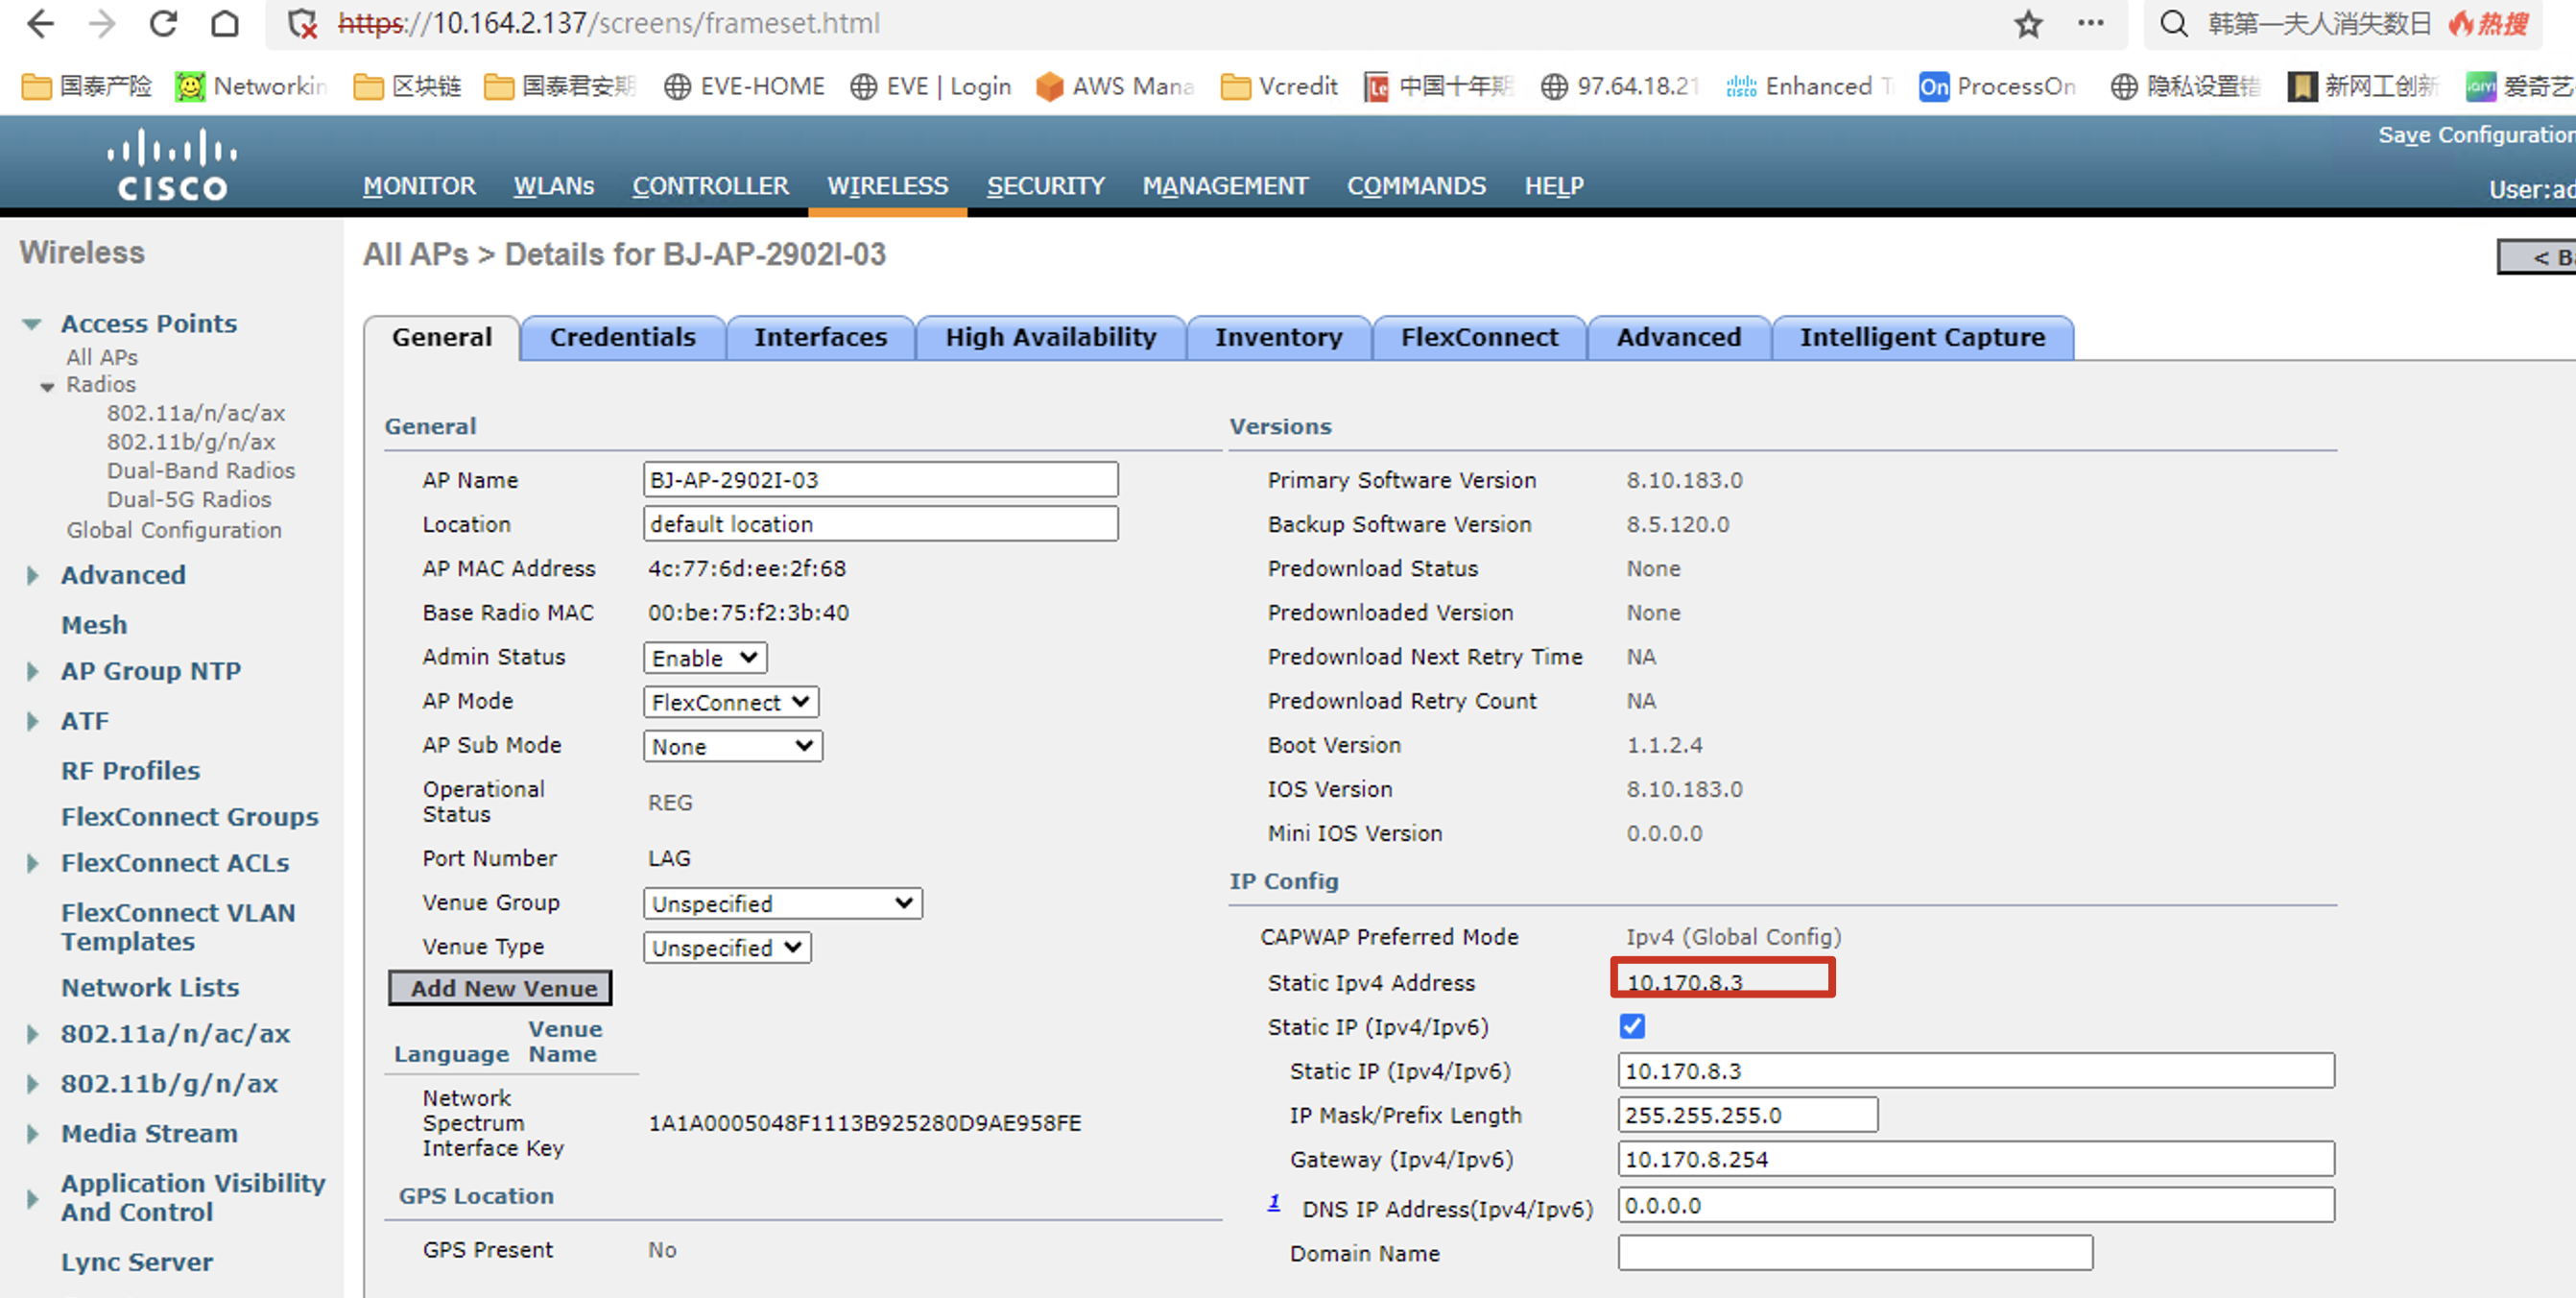 https://10.164.2.137/screens/frameset.html
韩第一夫人消失数日 热搜
国泰产险 Networkin 区块链 国泰君安期 EVE-HOME EVE | Login AWS Mana Vcredit 中国十年期 97.64.18.21 Enhanced T ProcessOn 隐私设置错 新网工创新 爱奇艺
Save Configuration
CISCO
MONITOR WLANs CONTROLLER WIRELESS SECURITY MANAGEMENT COMMANDS HELP
User:ad
Wireless
Access Points
All APs
Radios
802.11a/n/ac/ax
802.11b/g/n/ax
Dual-Band Radios
Dual-5G Radios
Global Configuration
Advanced
Mesh
AP Group NTP
ATF
RF Profiles
FlexConnect Groups
FlexConnect ACLs
FlexConnect VLAN
Templates
Network Lists
802.11a/n/ac/ax
802.11b/g/n/ax
Media Stream
Application Visibility
And Control
Lync Server
All APs > Details for BJ-AP-2902I-03
< Ba
General Credentials Interfaces High Availability Inventory FlexConnect Advanced Intelligent Capture
General
AP Name BJ-AP-2902I-03
Location default location
AP MAC Address 4c:77:6d:ee:2f:68
Base Radio MAC 00:be:75:f2:3b:40
Admin Status Enable
AP Mode FlexConnect
AP Sub Mode None
Operational
Status REG
Port Number LAG
Venue Group Unspecified
Venue Type Unspecified
Add New Venue
Language Venue
Name
Network
Spectrum
Interface Key 1A1A0005048F1113B925280D9AE958FE
GPS Location
GPS Present No
Versions
Primary Software Version 8.10.183.0
Backup Software Version 8.5.120.0
Predownload Status None
Predownloaded Version None
Predownload Next Retry Time NA
Predownload Retry Count NA
Boot Version 1.1.2.4
IOS Version 8.10.183.0
Mini IOS Version 0.0.0.0
IP Config
CAPWAP Preferred Mode Ipv4 (Global Config)
Static Ipv4 Address 10.170.8.3
Static IP (Ipv4/Ipv6)
Static IP (Ipv4/Ipv6) 10.170.8.3
IP Mask/Prefix Length 255.255.255.0
Gateway (Ipv4/Ipv6) 10.170.8.254
1 DNS IP Address(Ipv4/Ipv6) 0.0.0.0
Domain Name